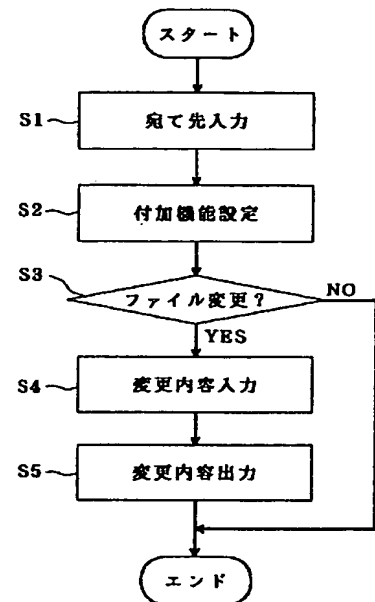 スタート
S1 宛て先入力
S2 付加機能設定
S3 ファイル変更？ NO
YES
S4 変更内容入力
S5 変更内容出力
エンド